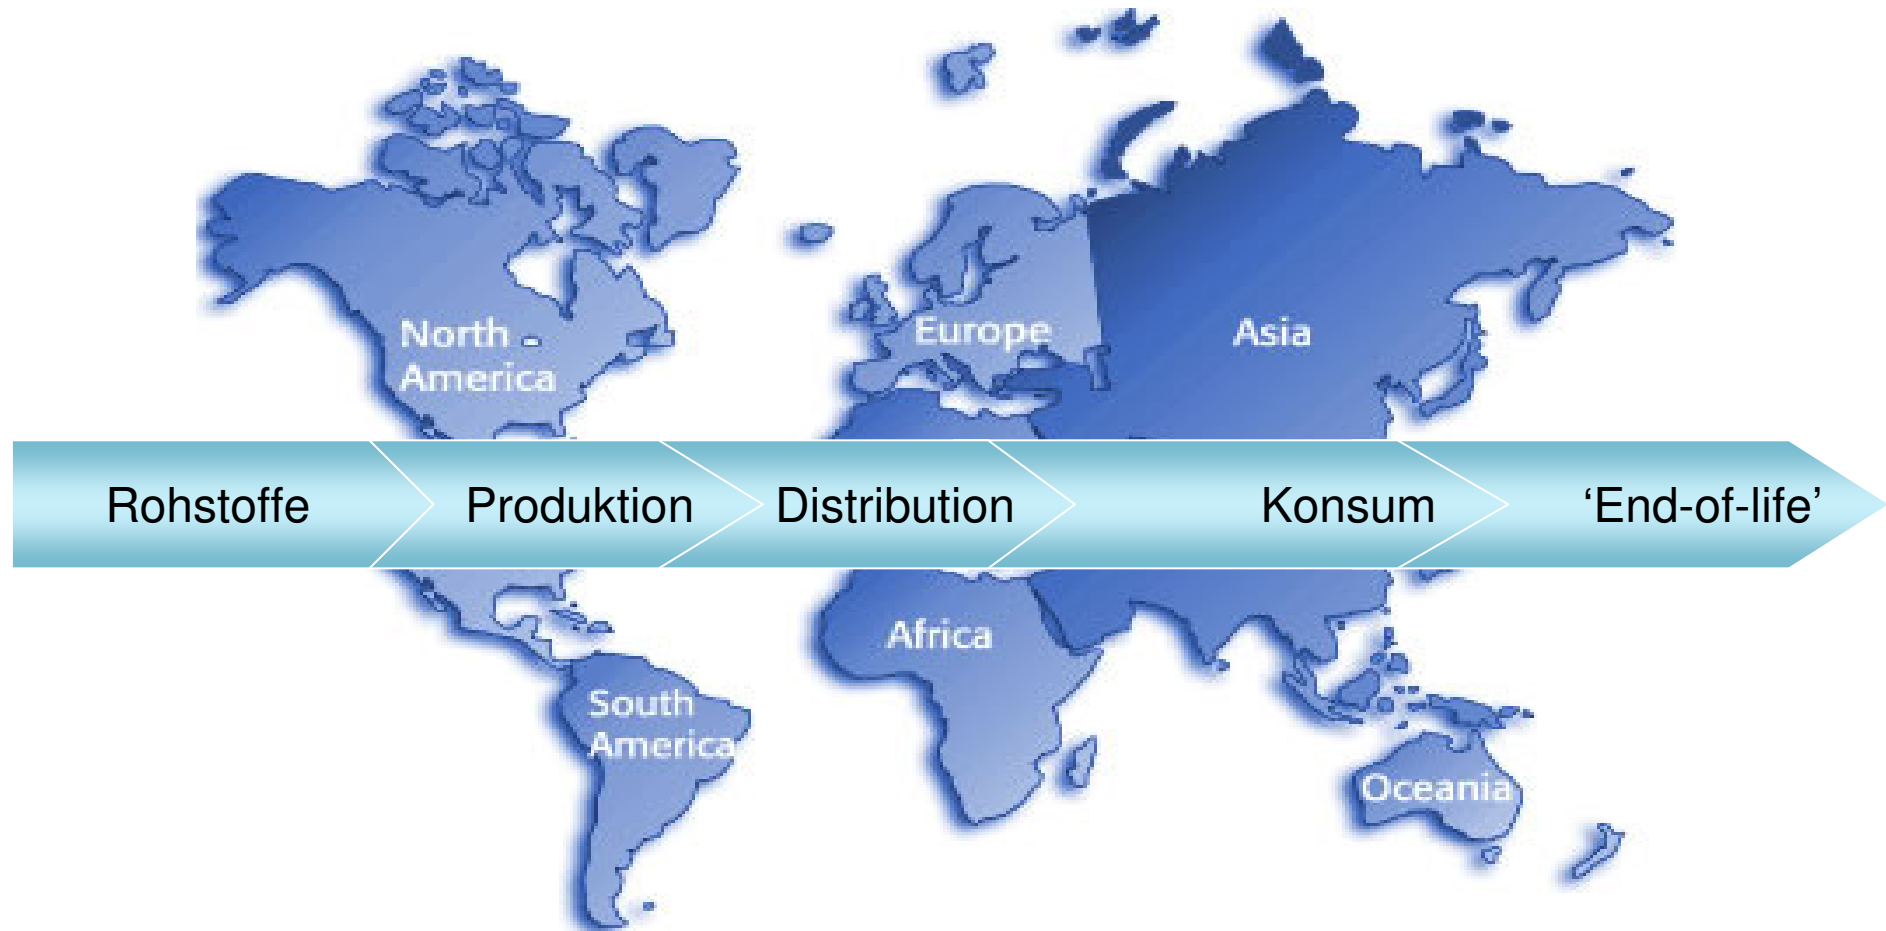 North
America
Europe
Asia
Rohstoffe
Produktion
Distribution
Konsum
‘End-of-life’
Africa
South
America
Oceania